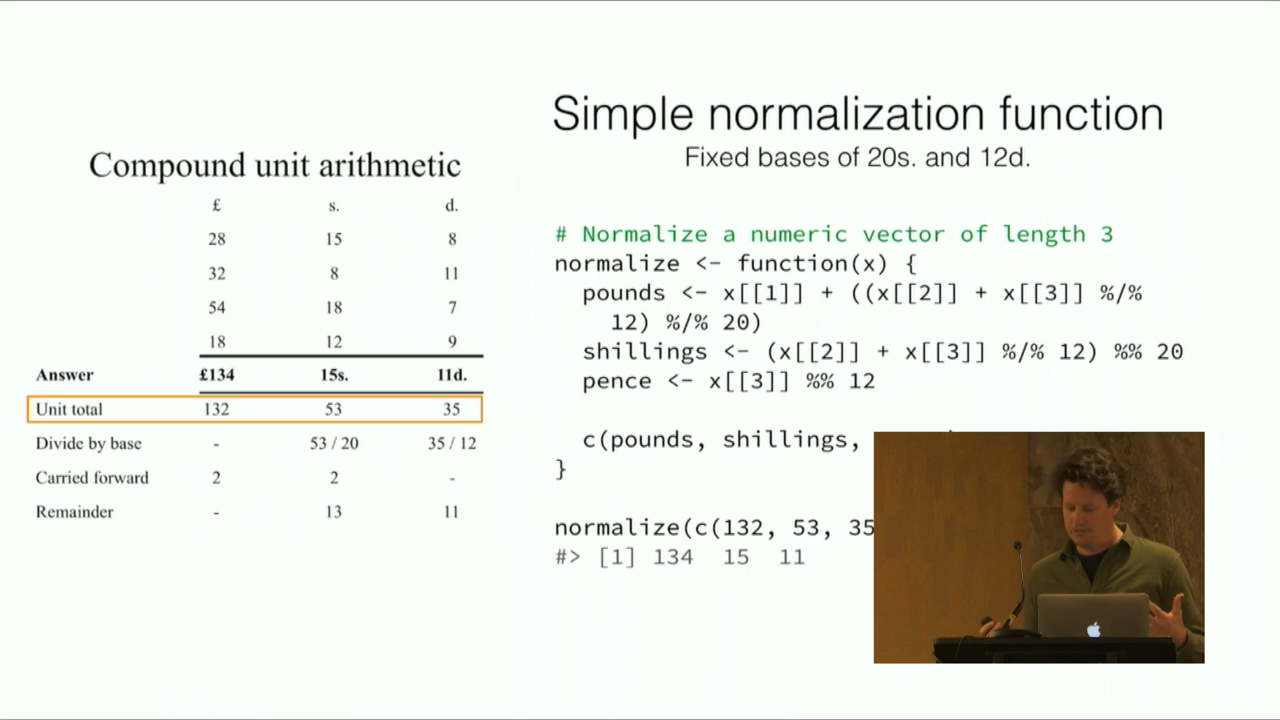 Compound unit arithmetic
£ s. d.
28 15 8
32 8 11
54 18 7
18 12 9
Answer £134 15s. 11d.
Unit total 132 53 35
Divide by base - 53 / 20 35 / 12
Carried forward 2 2 -
Remainder - 13 11
Simple normalization function
Fixed bases of 20s. and 12d.
# Normalize a numeric vector of length 3
normalize <- function(x) {
pounds <- x[[1]] + ((x[[2]] + x[[3]] %/%
12) %/% 20)
shillings <- (x[[2]] + x[[3]] %/% 12) %% 20
pence <- x[[3]] %% 12
c(pounds, shillings,
}
normalize(c(132, 53, 35
#> [1] 134 15 11